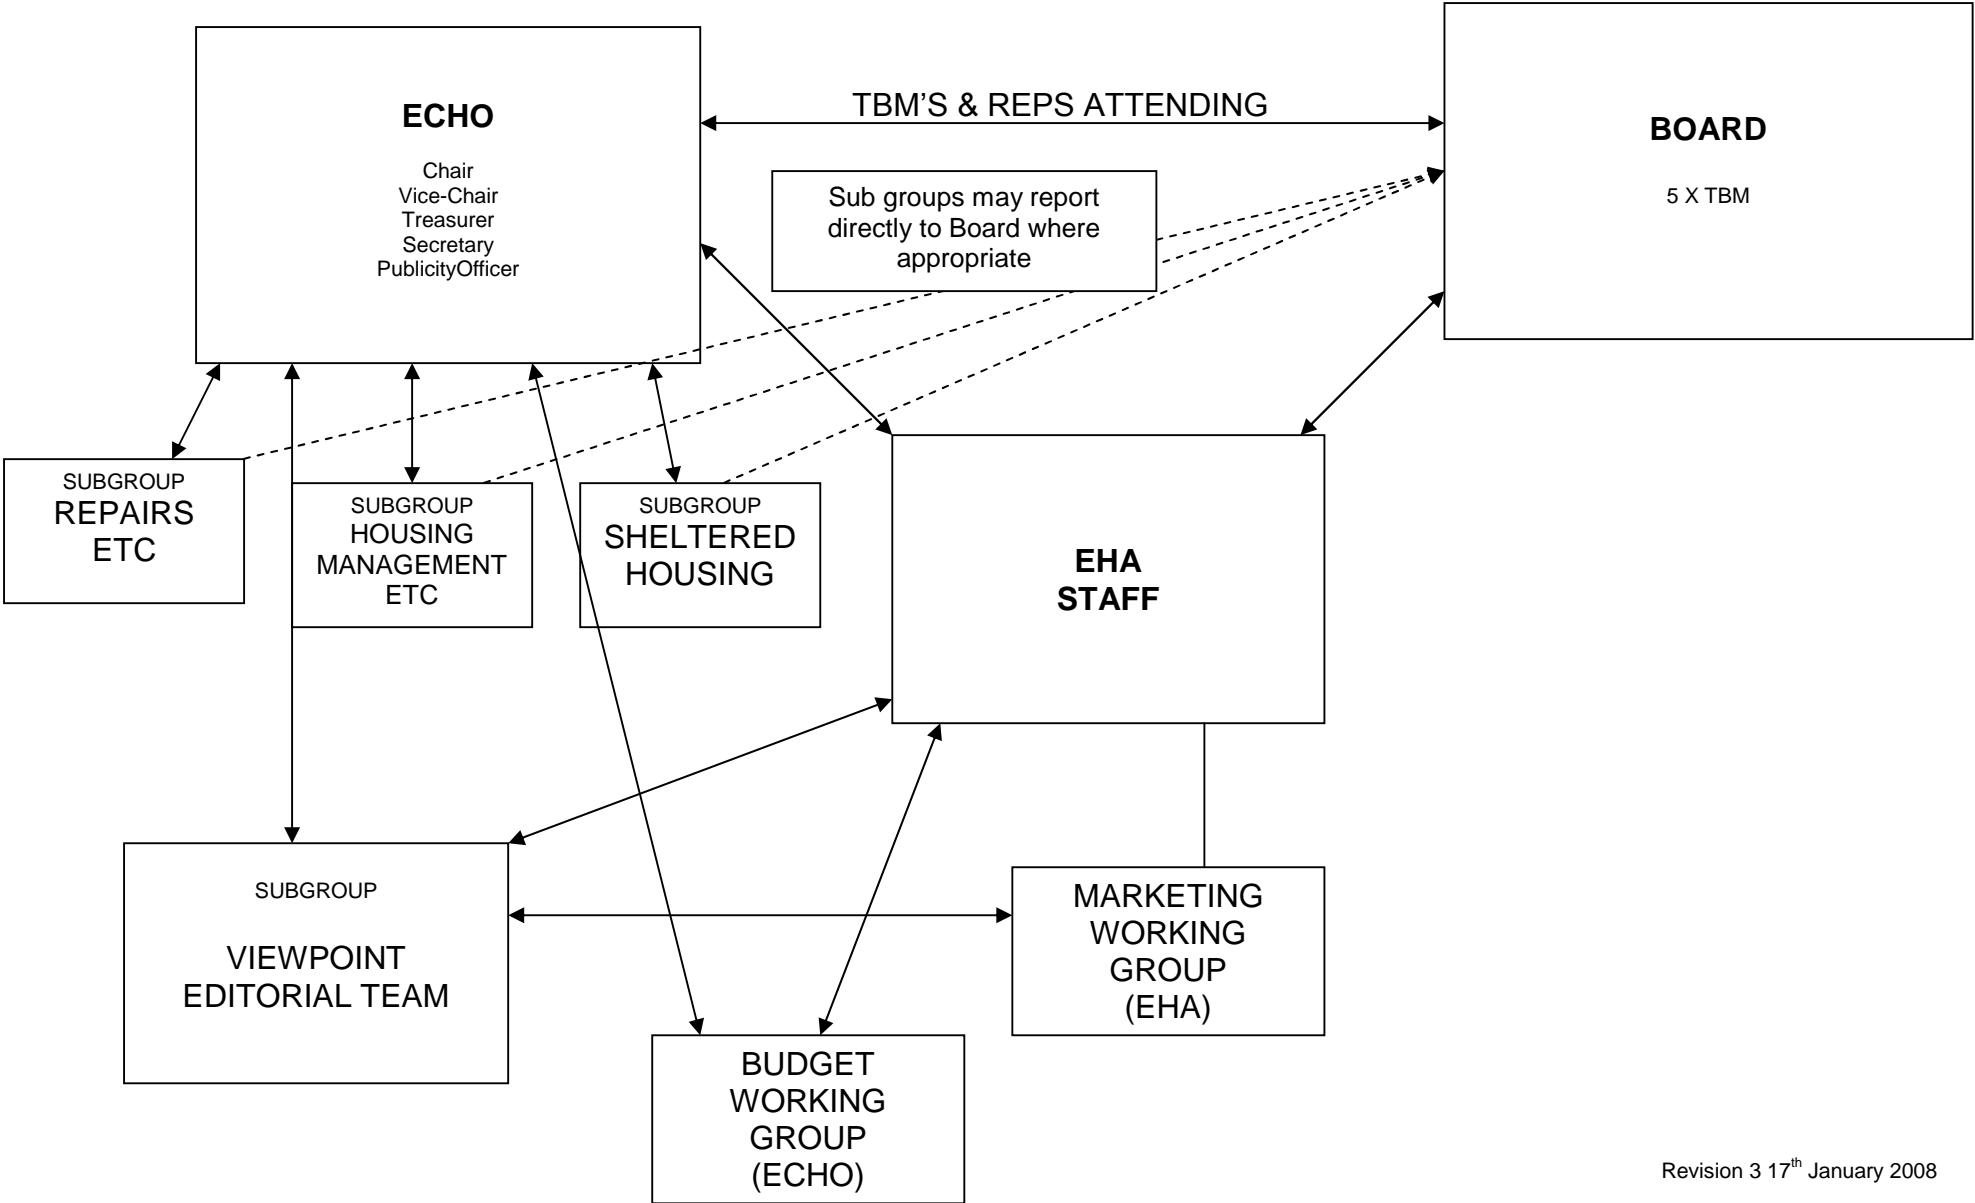 ECHO
Chair
Vice-Chair
Treasurer
Secretary
PublicityOfficer
TBM'S & REPS ATTENDING
BOARD
5 X TBM
Sub groups may report
directly to Board where
appropriate
SUBGROUP
REPAIRS
ETC
SUBGROUP
HOUSING
MANAGEMENT
ETC
SUBGROUP
SHELTERED
HOUSING
EHA
STAFF
SUBGROUP
VIEWPOINT
EDITORIAL TEAM
MARKETING
WORKING
GROUP
(EHA)
BUDGET
WORKING
GROUP
(ECHO)
Revision 3 17th January 2008